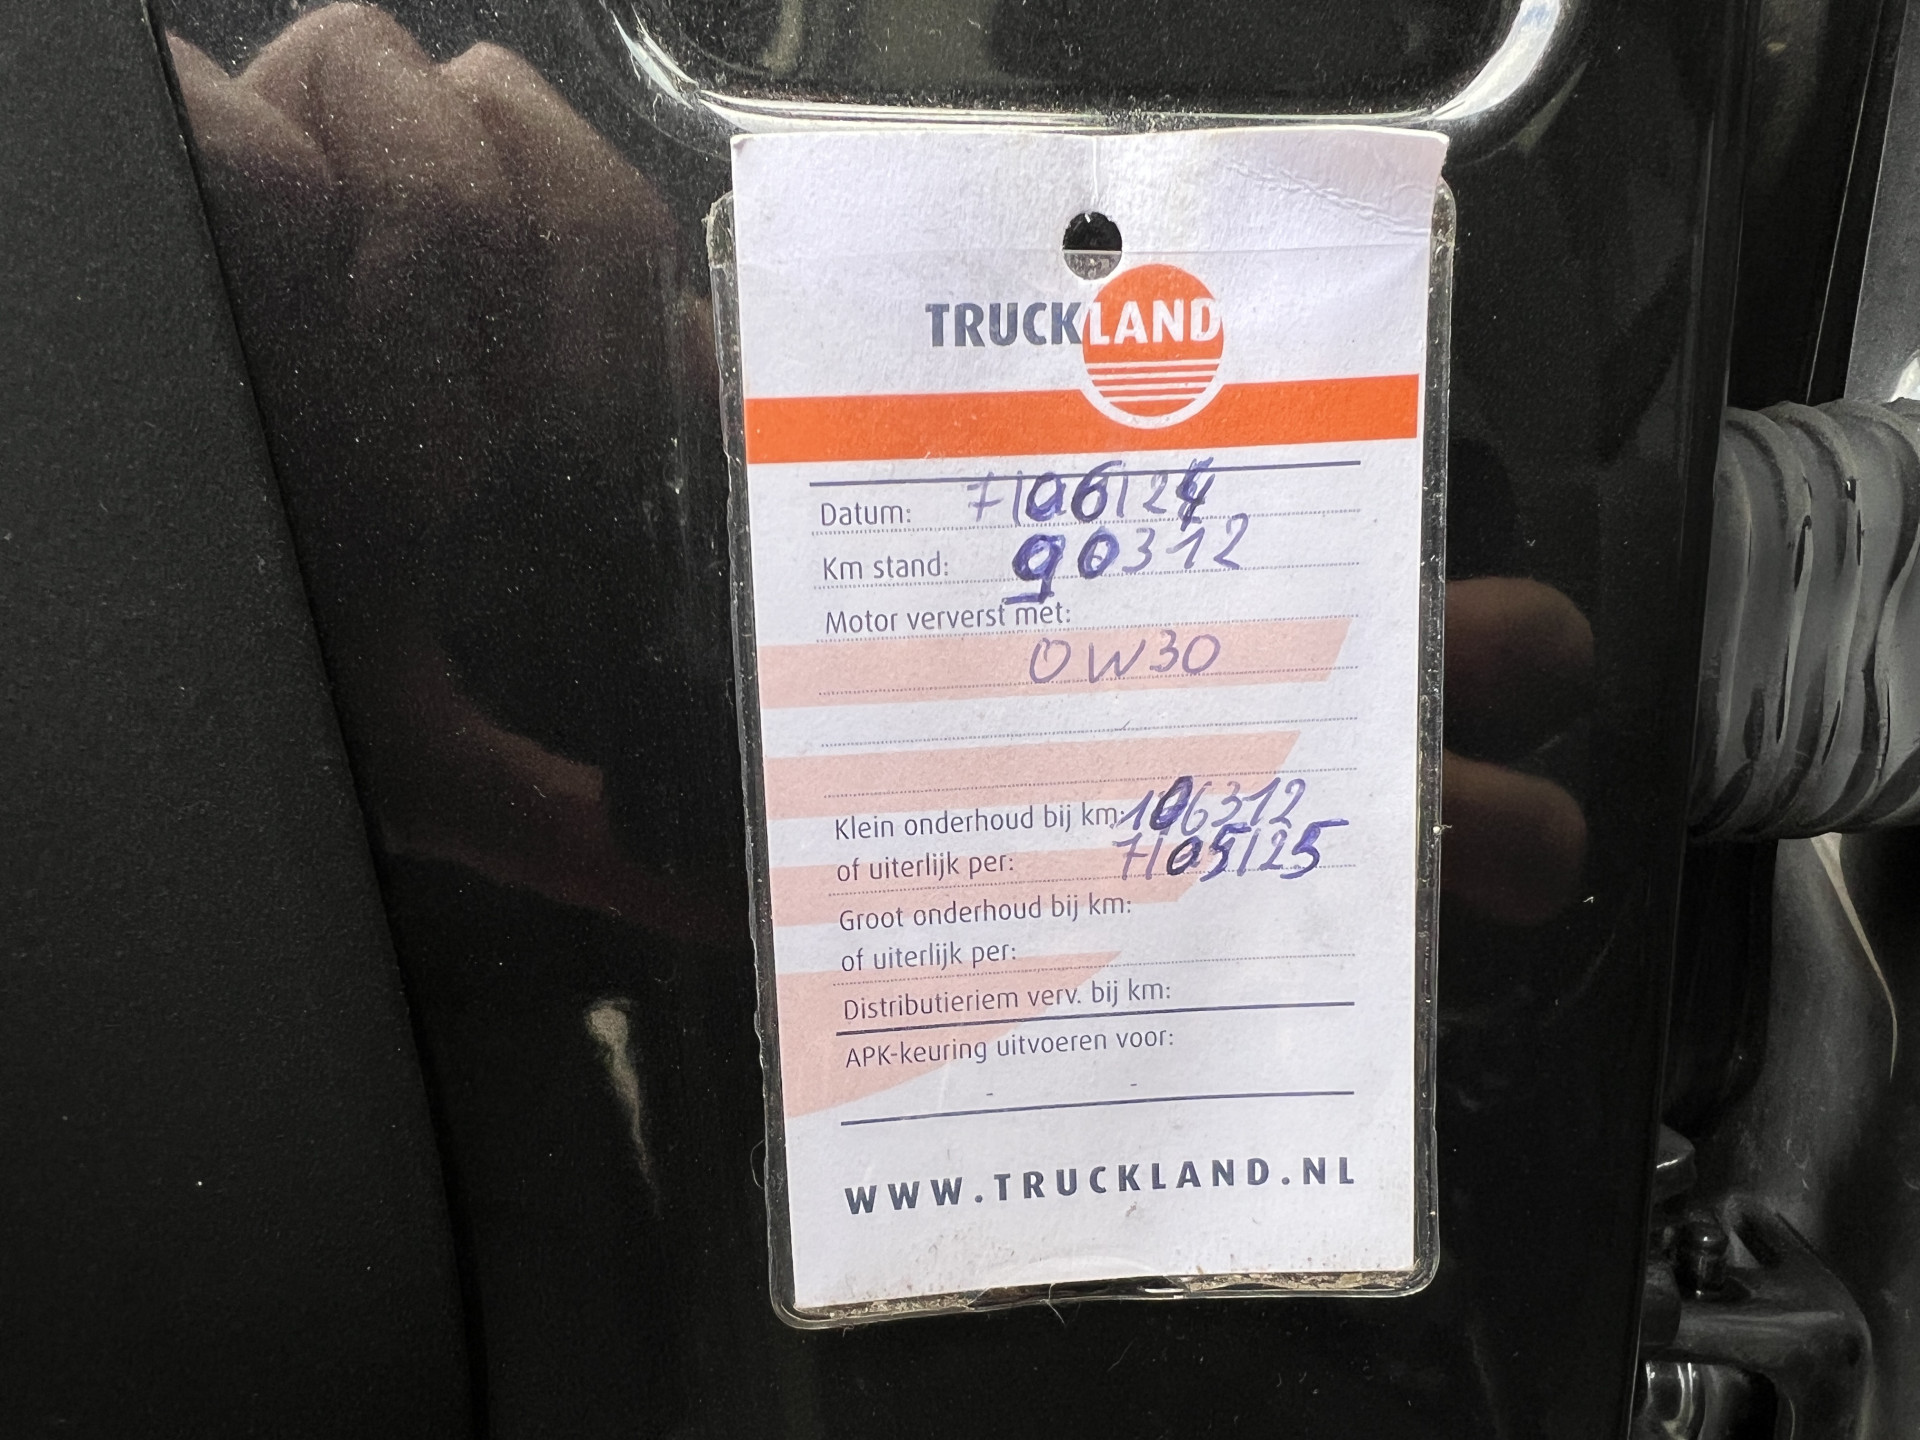 TRUCKLAND
Datum: 7/06/24
Km stand: 90312
Motor ververst met:
0W30
Klein onderhoud bij km: 106312
of uiterlijk per: 7/05/25
Groot onderhoud bij km:
of uiterlijk per:
Distributieriem verv. bij km:
APK-keuring uitvoeren voor:
- -
WWW.TRUCKLAND.NL